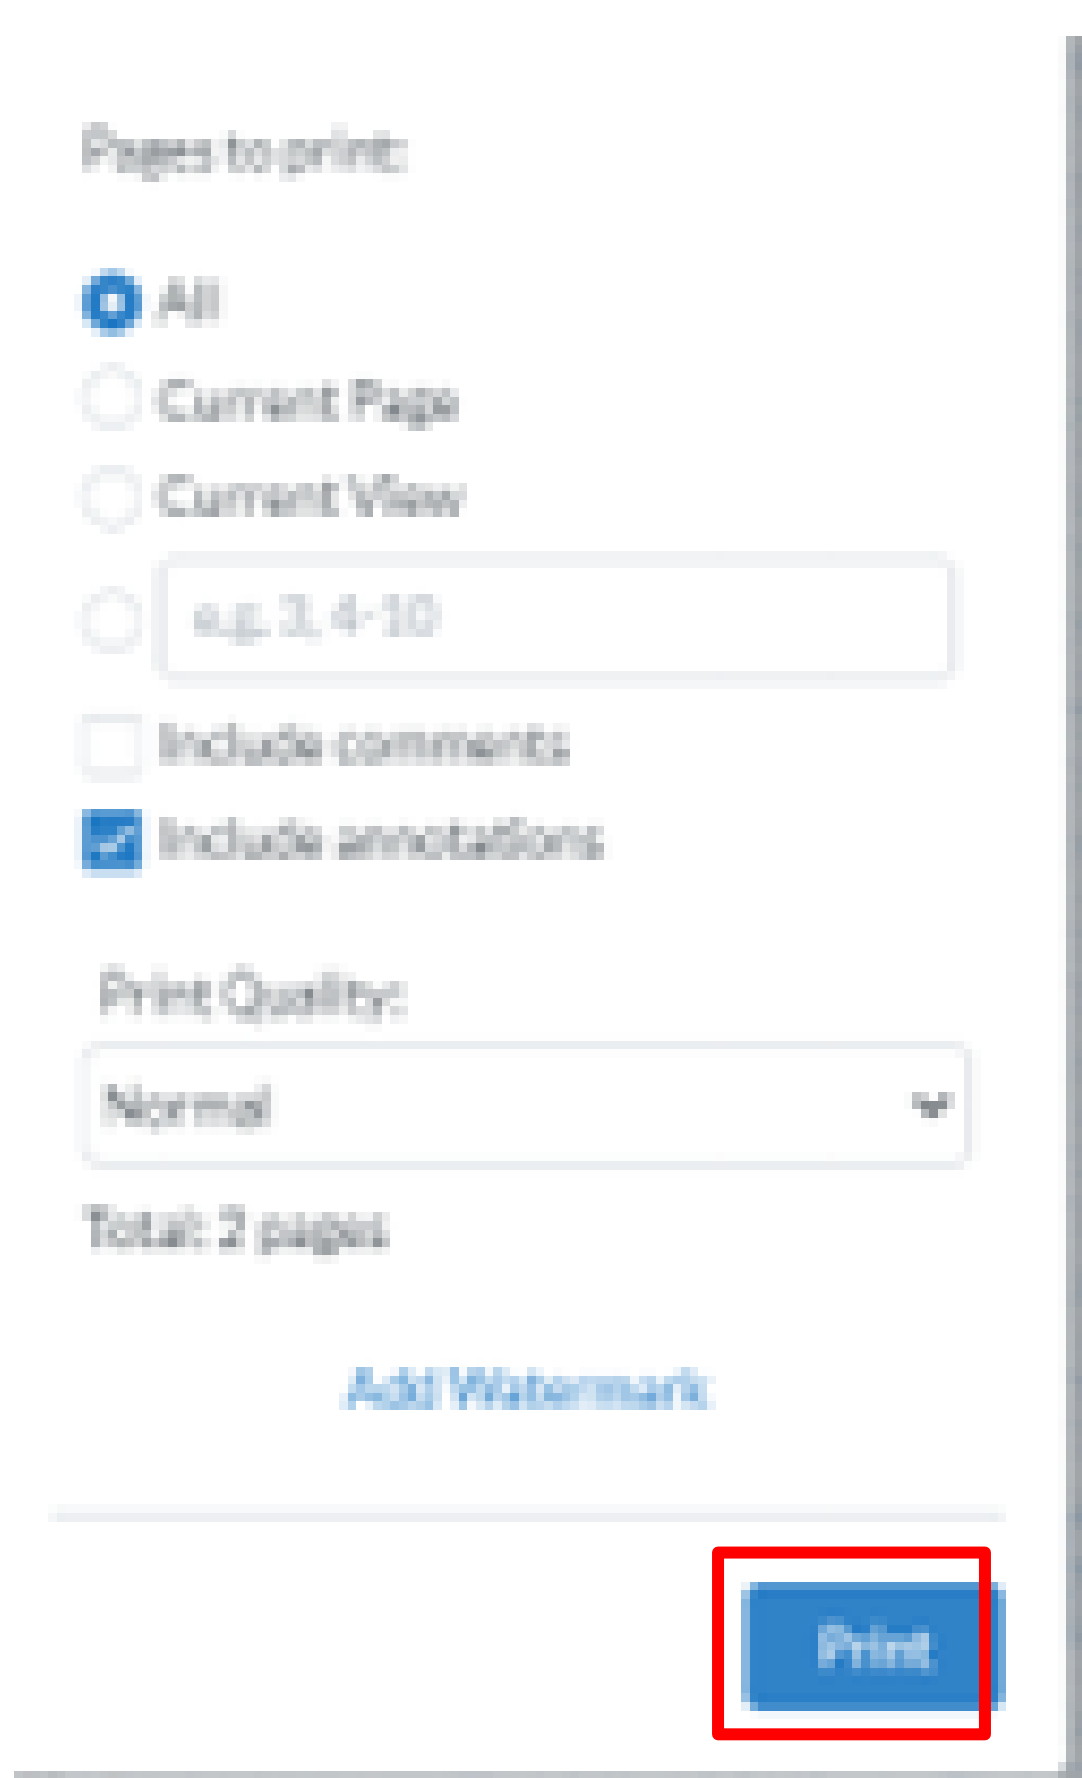 Pages to print:
All
Current Page
Current View
e.g. 3, 4-10
Include comments
Include annotations
Print Quality:
Normal
Total: 2 pages
Add Watermark
Print